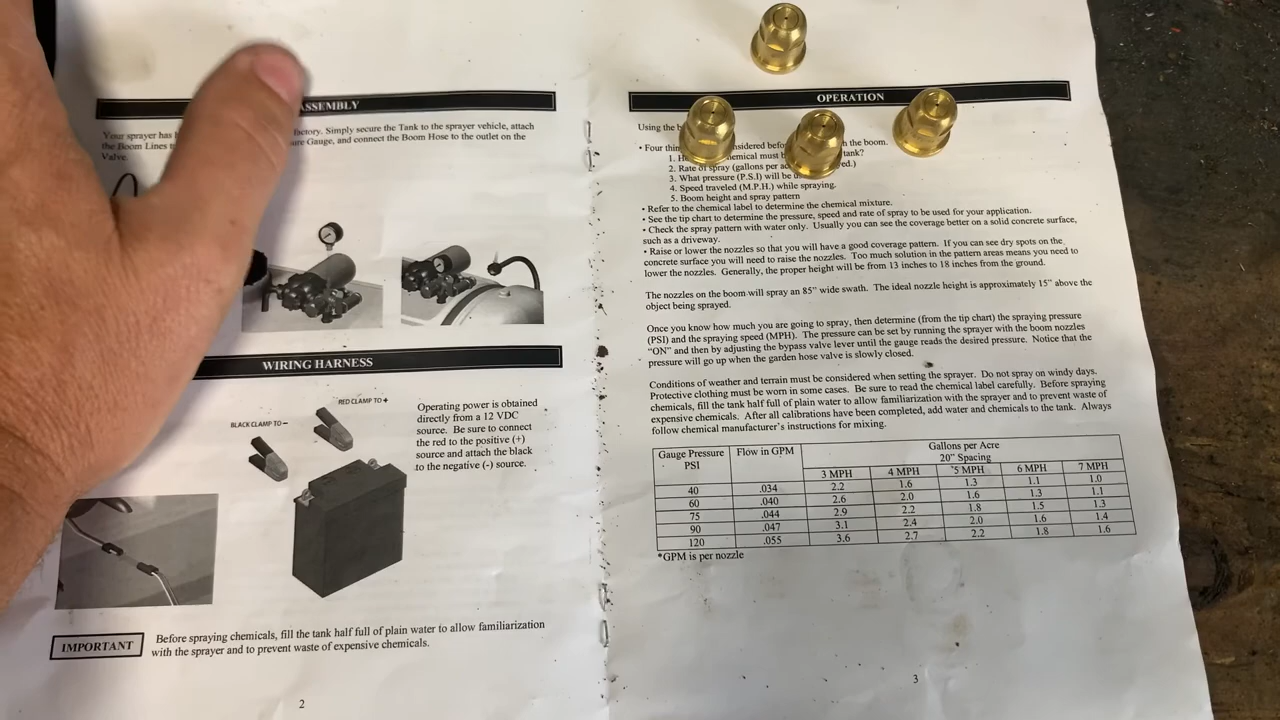 ASSEMBLY
Your sprayer has factory. Simply secure the Tank to the sprayer vehicle, attach
the Boom Lines Gauge, and connect the Boom Hose to the outlet on the
Valve.
WIRING HARNESS
RED CLAMP TO +
BLACK CLAMP TO –
Operating power is obtained
directly from a 12 VDC
source. Be sure to connect
the red to the positive (+)
source and attach the black
to the negative (-) source.
IMPORTANT
Before spraying chemicals, fill the tank half full of plain water to allow familiarization
with the sprayer and to prevent waste of expensive chemicals.
2
OPERATION
Using the
• Four the boom.
1. chemical must tank?
2. Rate of spray (gallons per
3. What pressure (P.S.I) will be
4. Speed traveled (M.P.H.) while spraying.
5. Boom height and spray pattern
• Refer to the chemical label to determine the chemical mixture.
• See the tip chart to determine the pressure, speed and rate of spray to be used for your application.
• Check the spray pattern with water only. Usually you can see the coverage better on a solid concrete surface,
such as a driveway.
• Raise or lower the nozzles so that you will have a good coverage pattern. If you can see dry spots on the
concrete surface you will need to raise the nozzles. Too much solution in the pattern areas means you need to
lower the nozzles. Generally, the proper height will be from 13 inches to 18 inches from the ground.
The nozzles on the boom will spray an 85" wide swath. The ideal nozzle height is approximately 15" above the
object being sprayed.
Once you know how much you are going to spray, then determine (from the tip chart) the spraying pressure
(PSI) and the spraying speed (MPH). The pressure can be set by running the sprayer with the boom nozzles
"ON" and then by adjusting the bypass valve lever until the gauge reads the desired pressure. Notice that the
pressure will go up when the garden hose valve is slowly closed.
Conditions of weather and terrain must be considered when setting the sprayer. Do not spray on windy days.
Protective clothing must be worn in some cases. Be sure to read the chemical label carefully. Before spraying
chemicals, fill the tank half full of plain water to allow familiarization with the sprayer and to prevent waste of
expensive chemicals. After all calibrations have been completed, add water and chemicals to the tank. Always
follow chemical manufacturer's instructions for mixing.
Gauge Pressure PSI Flow in GPM Gallons per Acre
20" Spacing
3 MPH 4 MPH *5 MPH 6 MPH 7 MPH
40 .034 2.2 1.6 1.3 1.1 1.0
60 .040 2.6 2.0 1.6 1.3 1.1
75 .044 2.9 2.2 1.8 1.5 1.3
90 .047 3.1 2.4 2.0 1.6 1.4
120 .055 3.6 2.7 2.2 1.8 1.6
*GPM is per nozzle
3